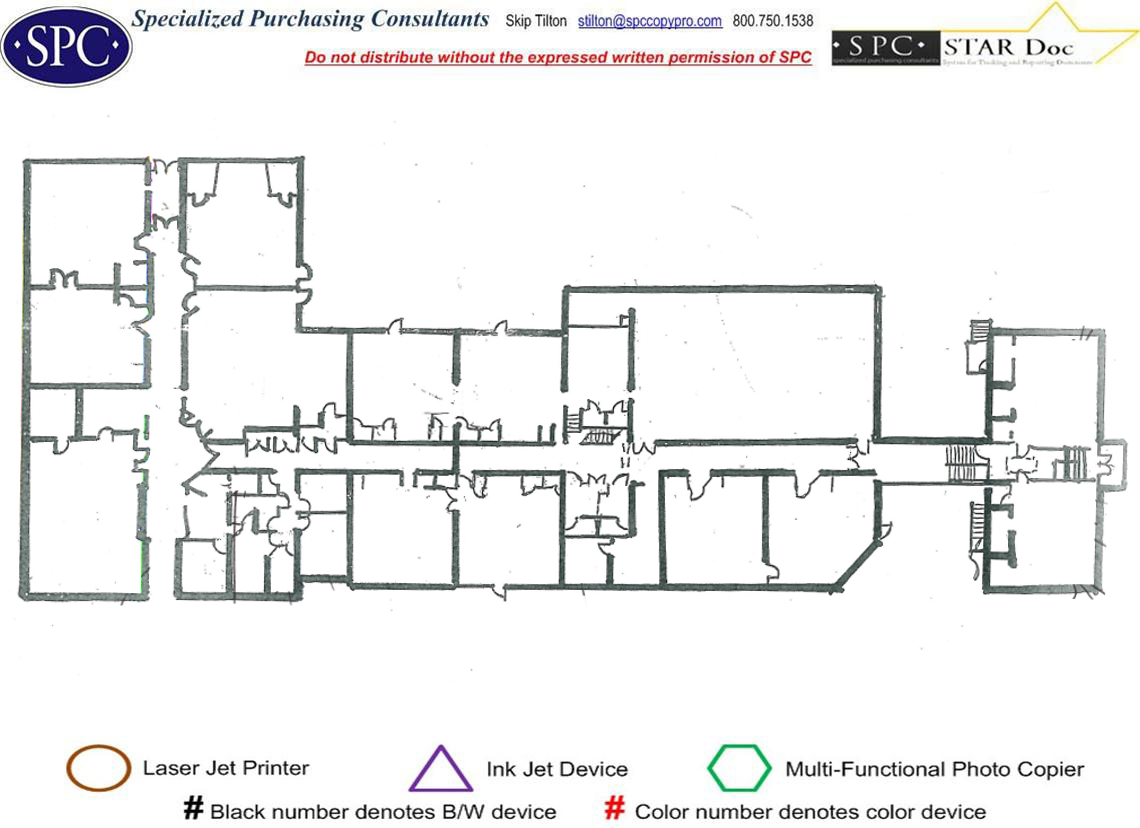 SPC
Specialized Purchasing Consultants Skip Tilton stilton@spccopypro.com 800.750.1538
Do not distribute without the expressed written permission of SPC
· S P C · STAR Doc
specialized purchasing consultants System for Tracking and Reporting Documents
Laser Jet Printer Ink Jet Device Multi-Functional Photo Copier
# Black number denotes B/W device # Color number denotes color device